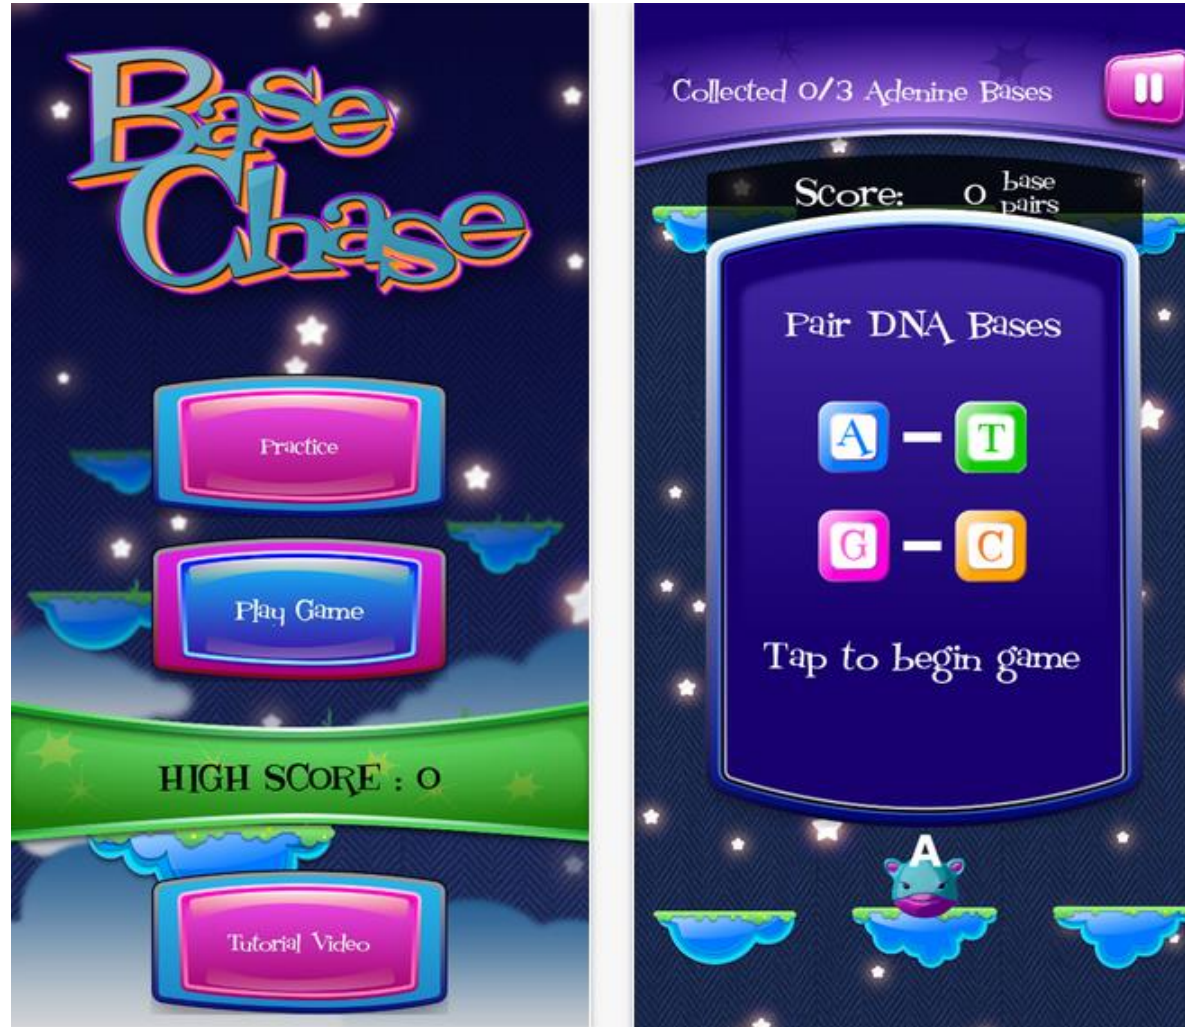 Base
Chase
Practice
Play Game
HIGH SCORE : 0
Tutorial Video
Collected 0/3 Adenine Bases
Score: 0 base pairs
Pair DNA Bases
A - T
G - C
Tap to begin game
A